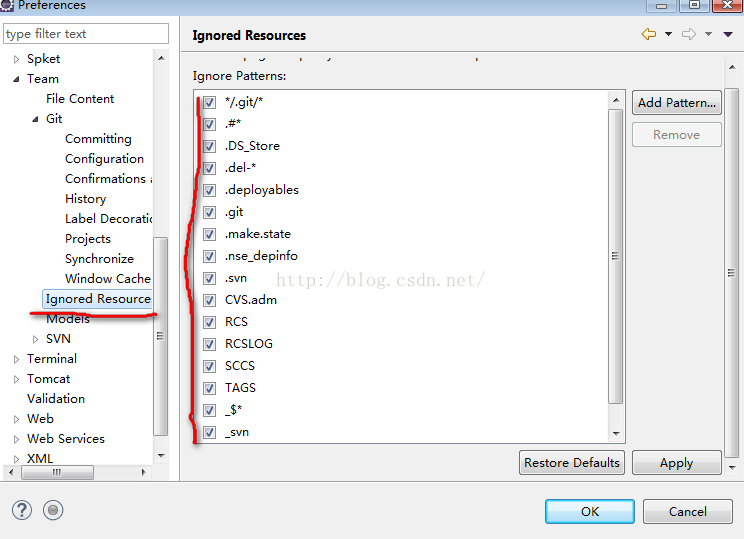 Preferences
type filter text
Spket
Team
File Content
Git
Committing
Configuration
Confirmations a
History
Label Decoratio
Projects
Synchronize
Window Cache
Ignored Resource
Models
SVN
Terminal
Tomcat
Validation
Web
Web Services
XML
Ignored Resources
Ignore Patterns:
*/.git/*
.#*
.DS_Store
.del-*
.deployables
.git
.make.state
.nse_depinfo
.svn
http://blog.csdn.net/
CVS.adm
RCS
RCSLOG
SCCS
TAGS
_$*
_svn
Add Pattern...
Remove
Restore Defaults
Apply
OK
Cancel